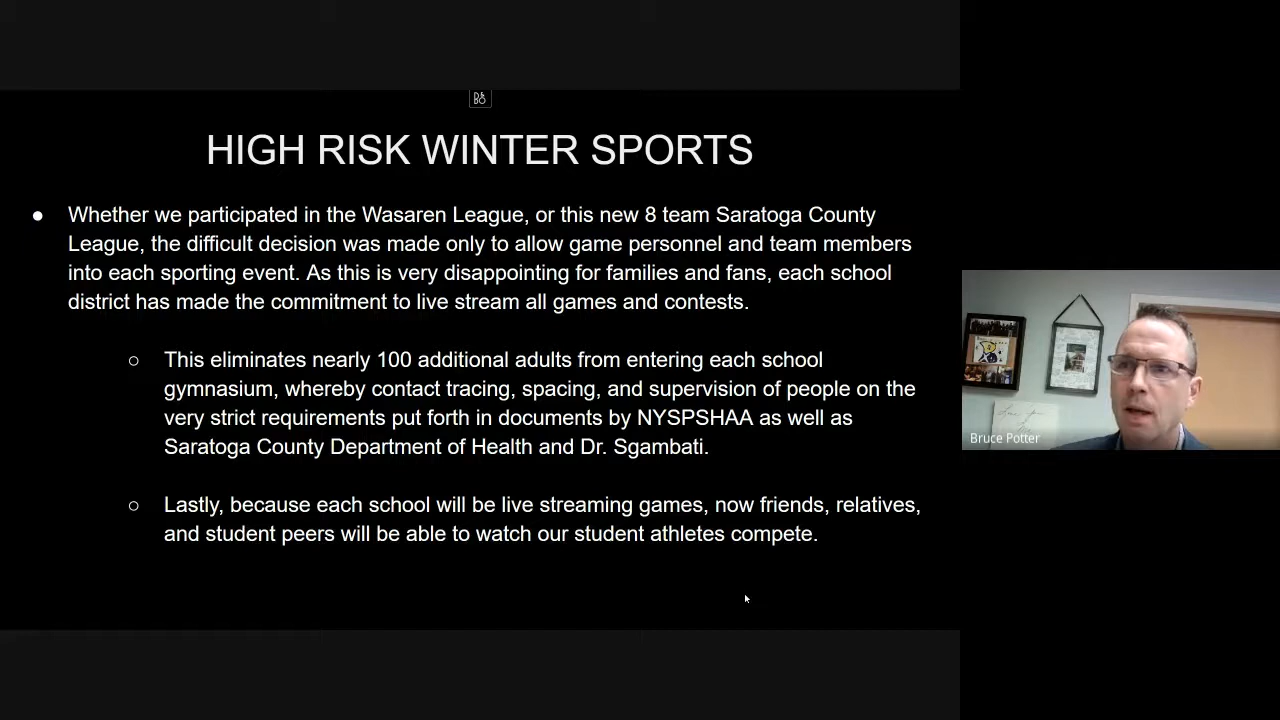 HIGH RISK WINTER SPORTS
● Whether we participated in the Wasaren League, or this new 8 team Saratoga County
League, the difficult decision was made only to allow game personnel and team members
into each sporting event. As this is very disappointing for families and fans, each school
district has made the commitment to live stream all games and contests.
○ This eliminates nearly 100 additional adults from entering each school
gymnasium, whereby contact tracing, spacing, and supervision of people on the
very strict requirements put forth in documents by NYSPSHAA as well as
Saratoga County Department of Health and Dr. Sgambati.
○ Lastly, because each school will be live streaming games, now friends, relatives,
and student peers will be able to watch our student athletes compete.
Bruce Potter